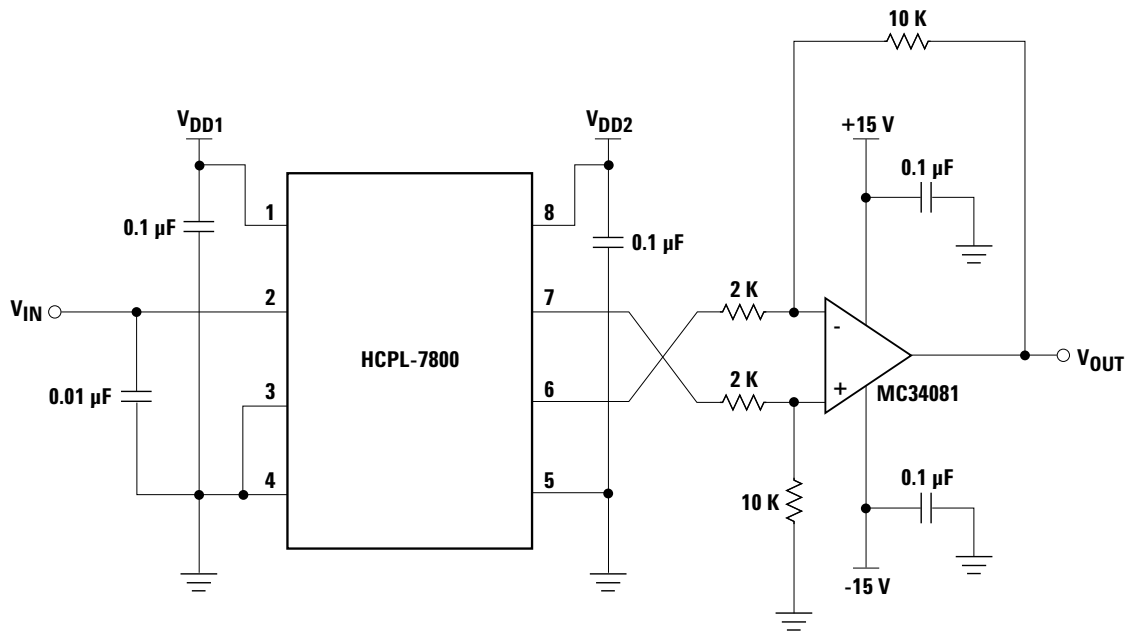 10 K
V_DD1
V_DD2
+15 V
0.1 µF
1
8
0.1 µF
0.1 µF
2 K
V_IN
2
7
-
HCPL-7800
V_OUT
2 K
3
6
+
MC34081
0.01 µF
4
5
0.1 µF
10 K
-15 V